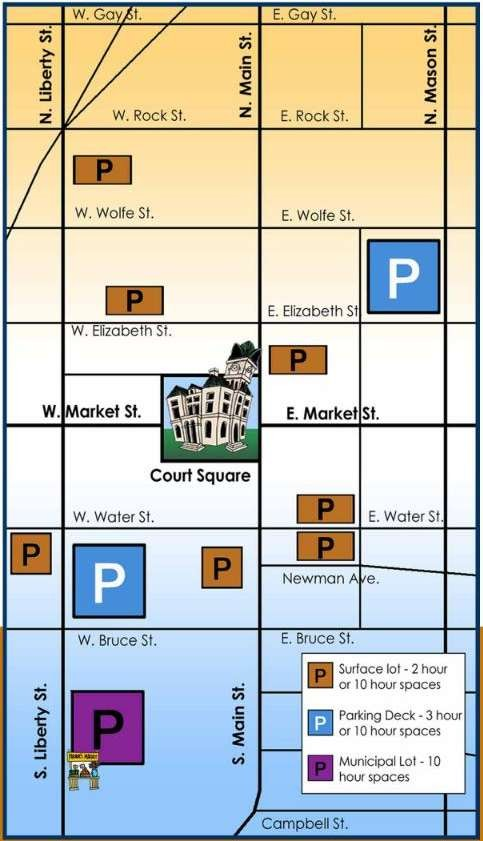 W. Gay St.
E. Gay St.
N. Liberty St.
N. Main St.
N. Mason St.
W. Rock St.
E. Rock St.
P
W. Wolfe St.
E. Wolfe St.
P
P
E. Elizabeth St.
W. Elizabeth St.
P
W. Market St.
E. Market St.
Court Square
P
W. Water St.
E. Water St.
P
P
P
P
Newman Ave.
W. Bruce St.
E. Bruce St.
S. Liberty St.
S. Main St.
P
P
Surface lot - 2 hour
or 10 hour spaces
P
Parking Deck - 3 hour
or 10 hour spaces
P
Municipal Lot - 10
hour spaces
Campbell St.